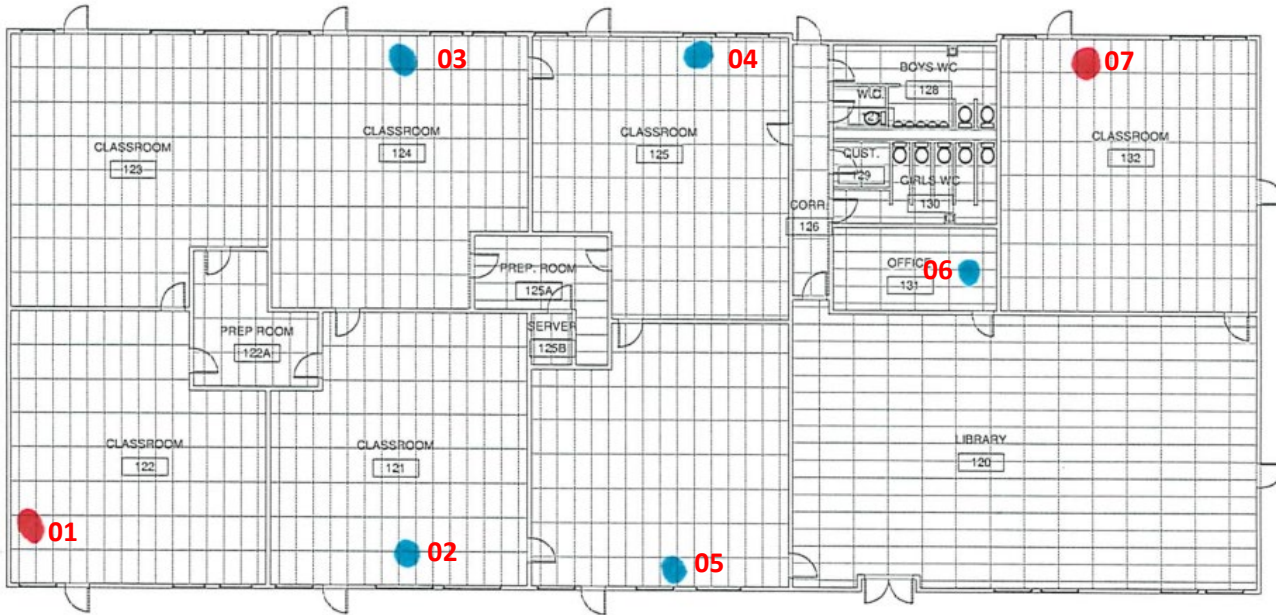 03
04
07
BOYS WC
128
W.C.
CLASSROOM
123
CLASSROOM
124
CLASSROOM
125
CLASSROOM
132
CUST.
129
GIRLS WC
130
CORR.
126
PREP. ROOM
125A
OFFICE
131
06
PREP ROOM
122A
SERVER
125B
CLASSROOM
122
CLASSROOM
121
LIBRARY
120
01
02
05